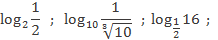 log₂ 1/2 ; log₁₀ 1/∛10 ; log_{1/2} 16 ;